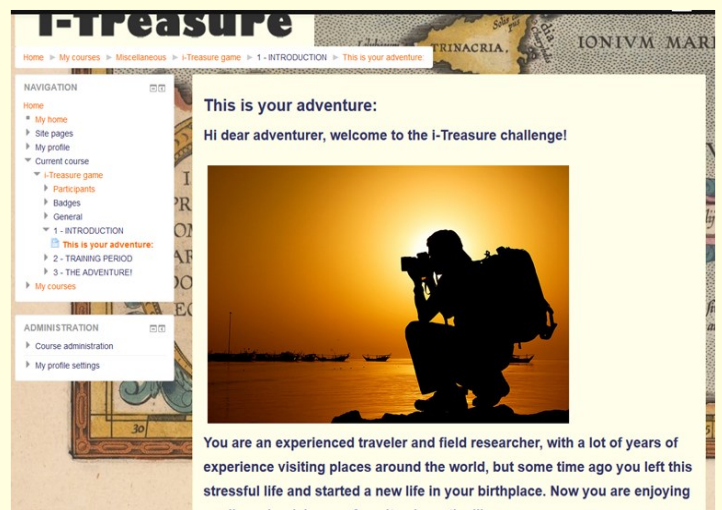 i-Treasure
TRINACRIA,
IONIVM MARE
Home ► My courses ► Miscellaneous ► i-Treasure game ► 1 - INTRODUCTION ► This is your adventure:
NAVIGATION
Home
My home
Site pages
My profile
Current course
i-Treasure game
Participants
Badges
General
1 - INTRODUCTION
This is your adventure:
2 - TRAINING PERIOD
3 - THE ADVENTURE!
My courses
ADMINISTRATION
Course administration
My profile settings
30
This is your adventure:
Hi dear adventurer, welcome to the i-Treasure challenge!
You are an experienced traveler and field researcher, with a lot of years of
experience visiting places around the world, but some time ago you left this
stressful life and started a new life in your birthplace. Now you are enjoying